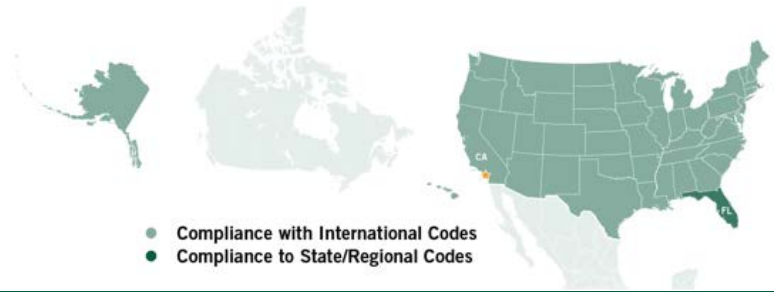 CA
FL
Compliance with International Codes
Compliance to State/Regional Codes